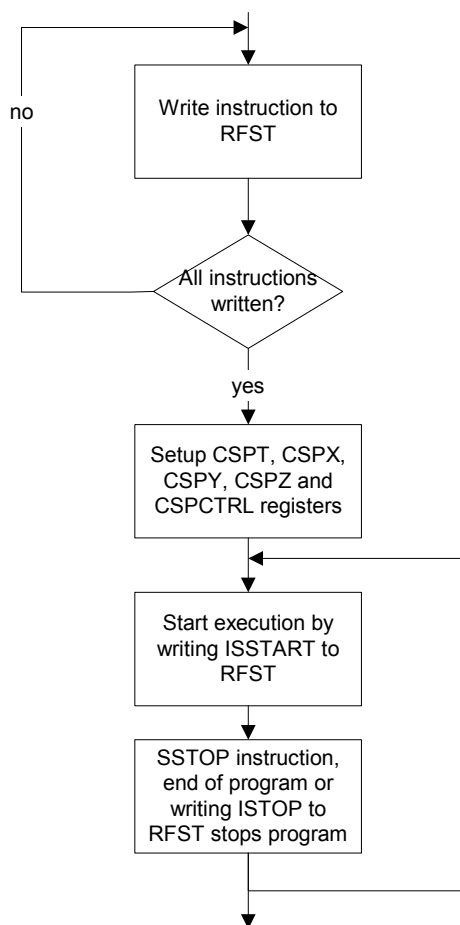 Write instruction to
RFST
no
All instructions
written?
yes
Setup CSPT, CSPX,
CSPY, CSPZ and
CSPCTRL registers
Start execution by
writing ISSTART to
RFST
SSTOP instruction,
end of program or
writing ISTOP to
RFST stops program